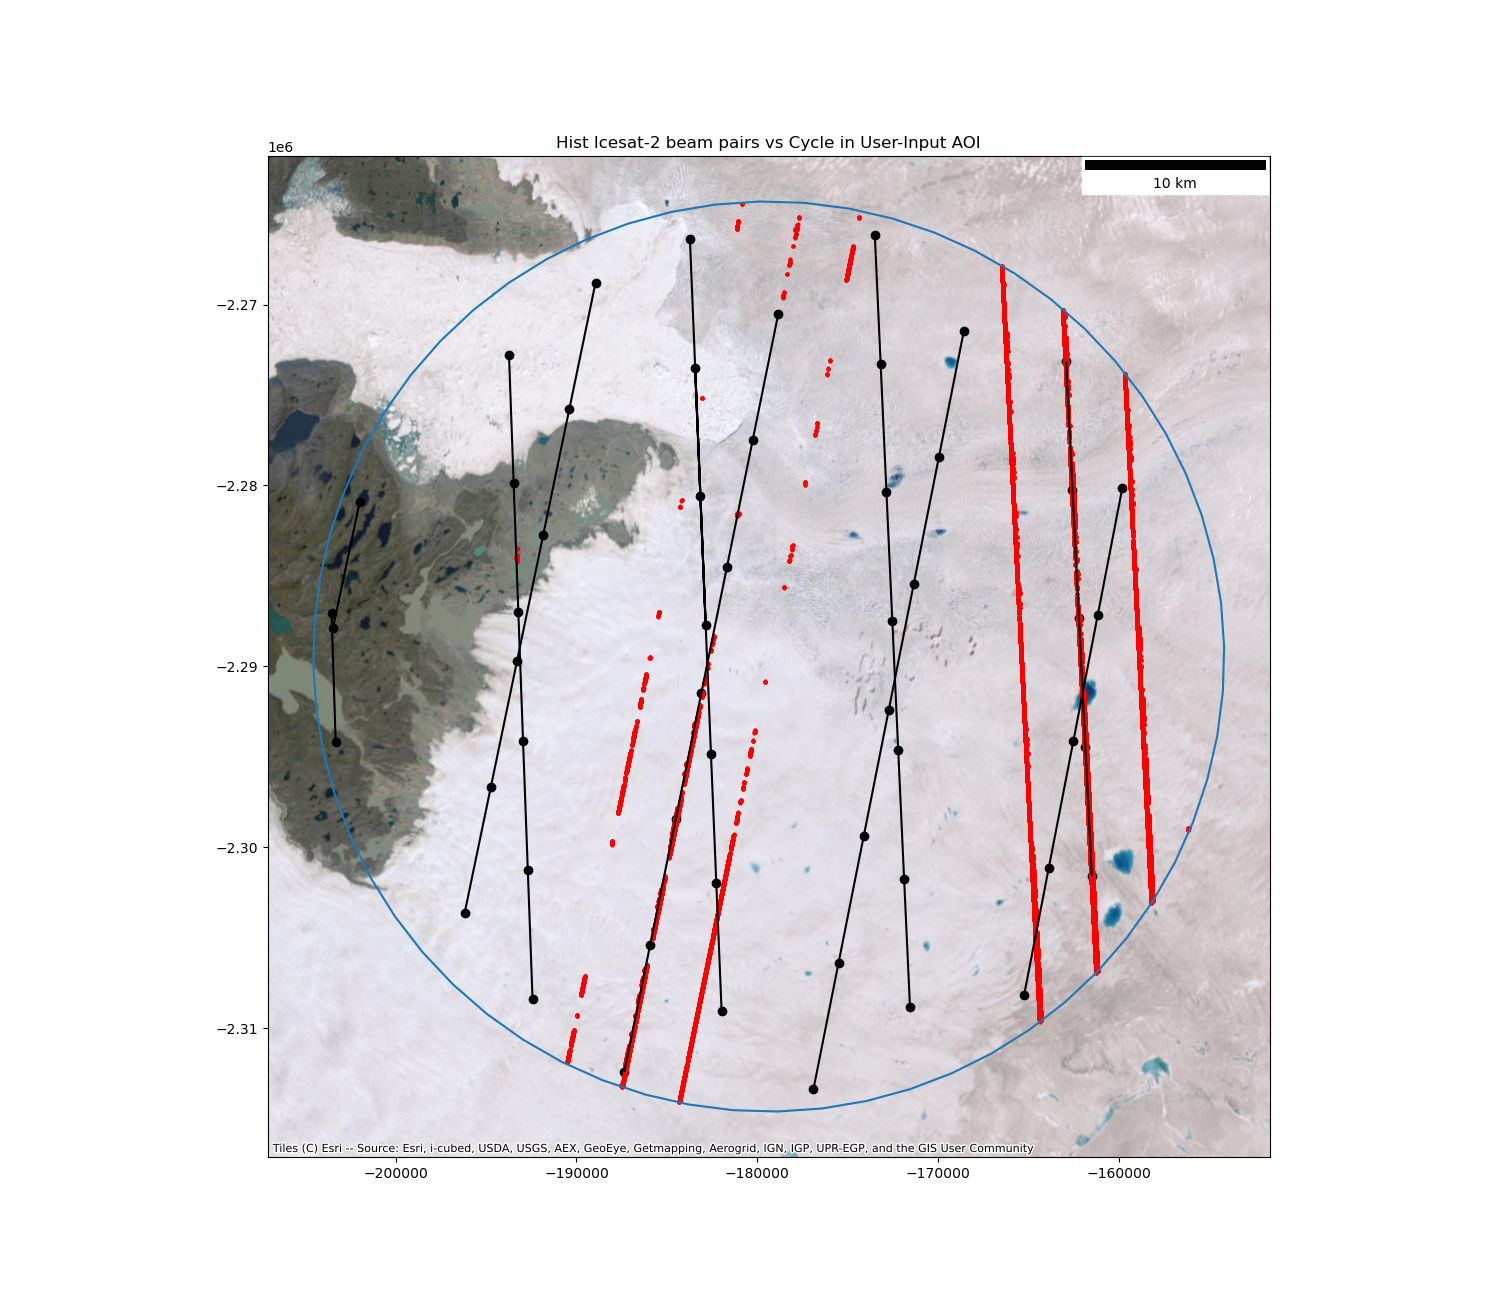 Hist Icesat-2 beam pairs vs Cycle in User-Input AOI
1e6
10 km
−2.27
−2.28
−2.29
−2.30
−2.31
Tiles (C) Esri -- Source: Esri, i-cubed, USDA, USGS, AEX, GeoEye, Getmapping, Aerogrid, IGN, IGP, UPR-EGP, and the GIS User Community
−200000 −190000 −180000 −170000 −160000